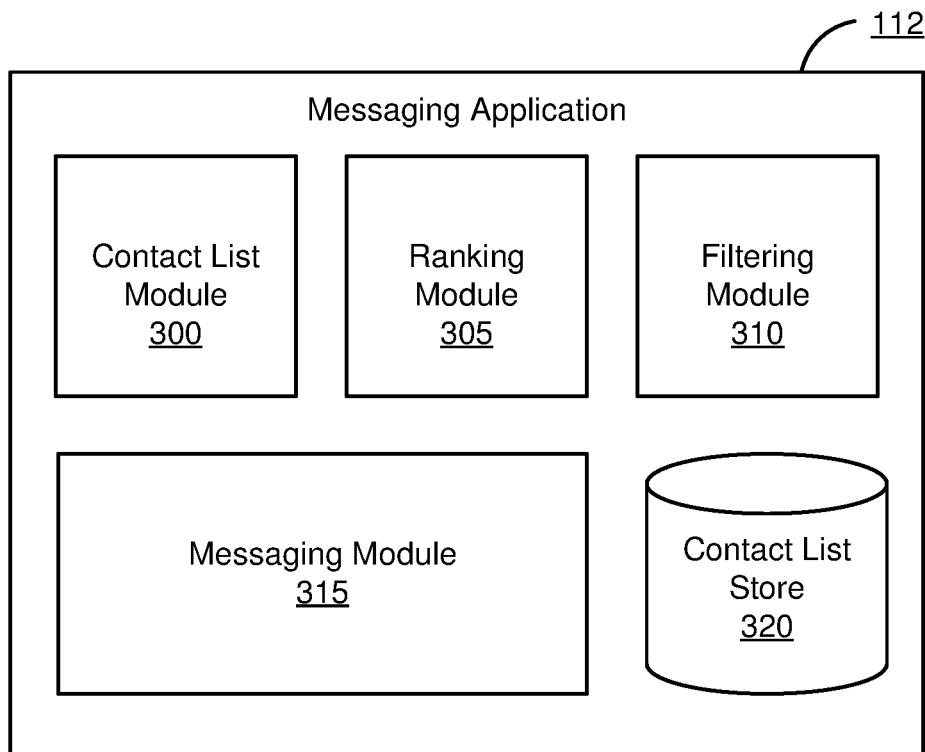 112
Messaging Application
Contact List
Module
300
Ranking
Module
305
Filtering
Module
310
Messaging Module
315
Contact List
Store
320